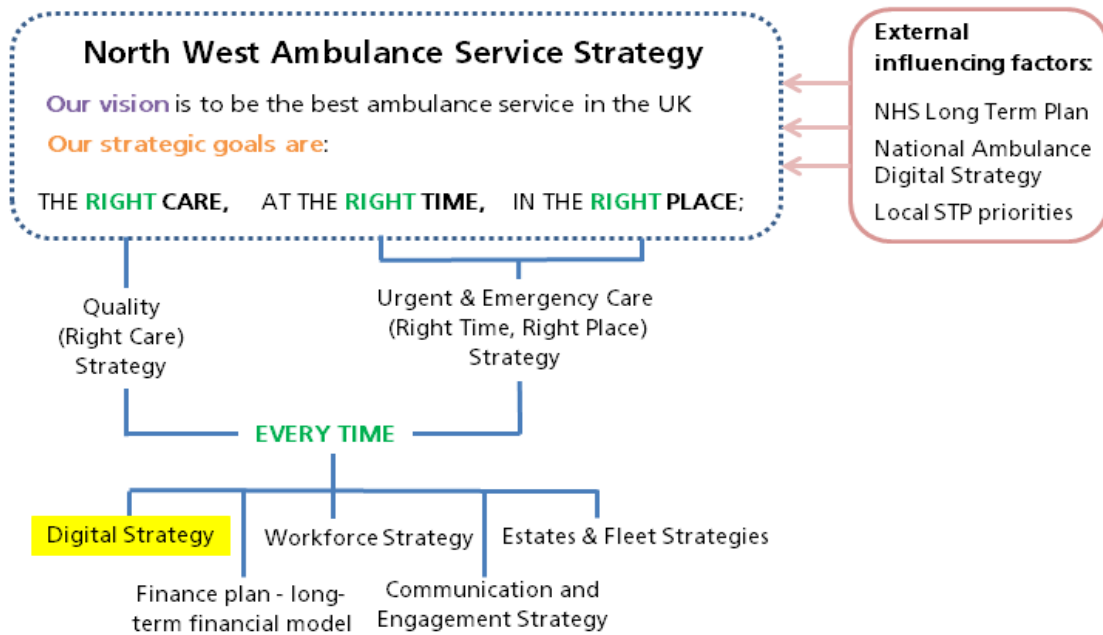 North West Ambulance Service Strategy
Our vision is to be the best ambulance service in the UK
Our strategic goals are:
THE RIGHT CARE, AT THE RIGHT TIME, IN THE RIGHT PLACE;
External
influencing factors:
NHS Long Term Plan
National Ambulance
Digital Strategy
Local STP priorities
Quality
(Right Care)
Strategy
Urgent & Emergency Care
(Right Time, Right Place)
Strategy
EVERY TIME
Digital Strategy
Workforce Strategy
Estates & Fleet Strategies
Finance plan - long-
term financial model
Communication and
Engagement Strategy